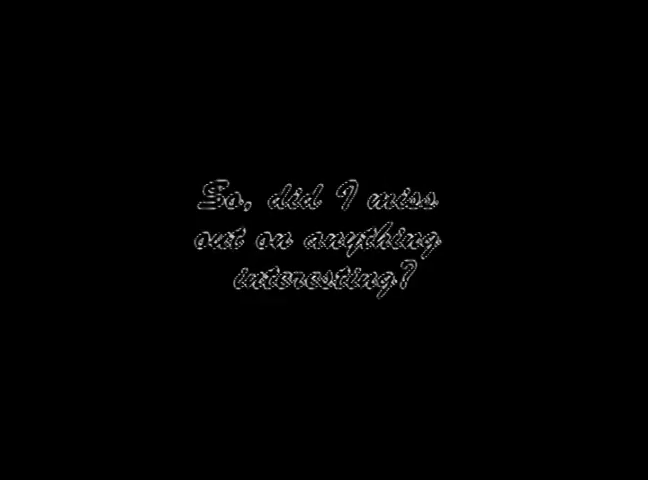 So, did I miss
out on anything
interesting?